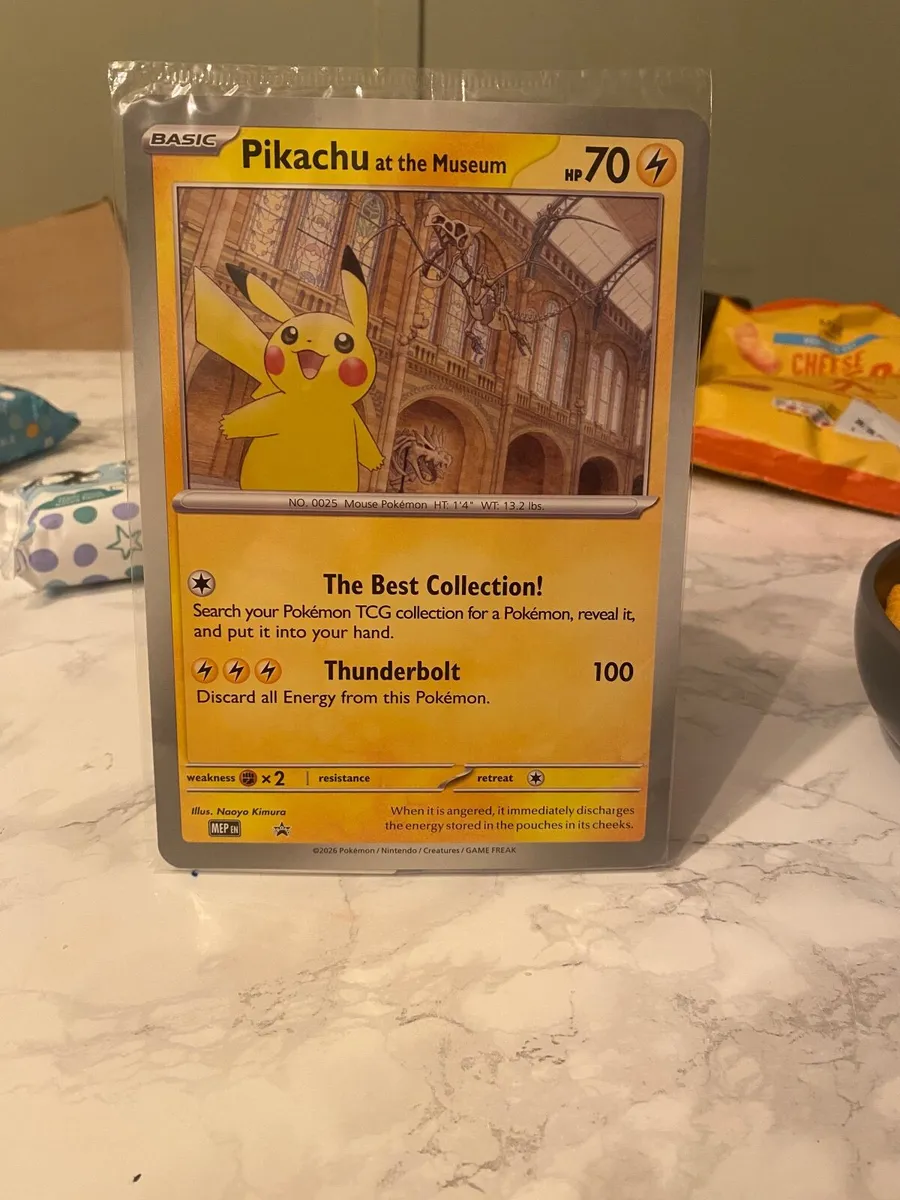 BASIC
Pikachu at the Museum
HP 70
NO. 0025 Mouse Pokémon HT: 1'4" WT: 13.2 lbs.
The Best Collection!
Search your Pokémon TCG collection for a Pokémon, reveal it,
and put it into your hand.
Thunderbolt 100
Discard all Energy from this Pokémon.
weakness ×2 resistance retreat
Illus. Naoyo Kimura
When it is angered, it immediately discharges
the energy stored in the pouches in its cheeks.
MEP EN
©2026 Pokémon / Nintendo / Creatures / GAME FREAK
CHEESE